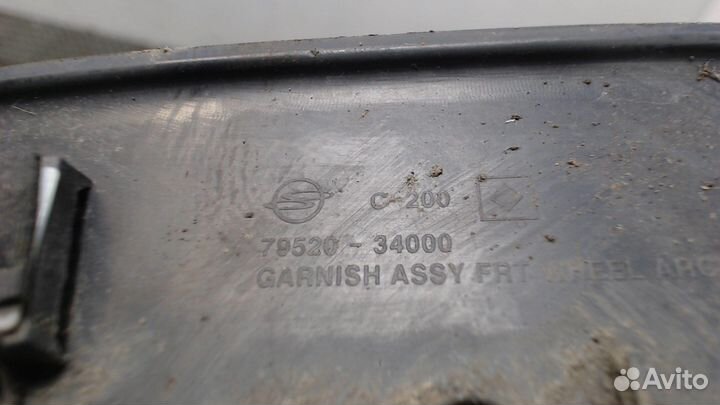 C-200
79520-34000
GARNISH ASSY FRT WHEEL ARC
Avito